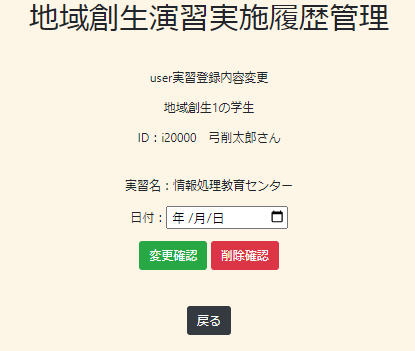 地域創生演習実施履歴管理
user実習登録内容変更
地域創生1の学生
ID：i20000　弓削太郎さん
実習名：情報処理教育センター
日付：年 /月/日
変更確認 削除確認
戻る